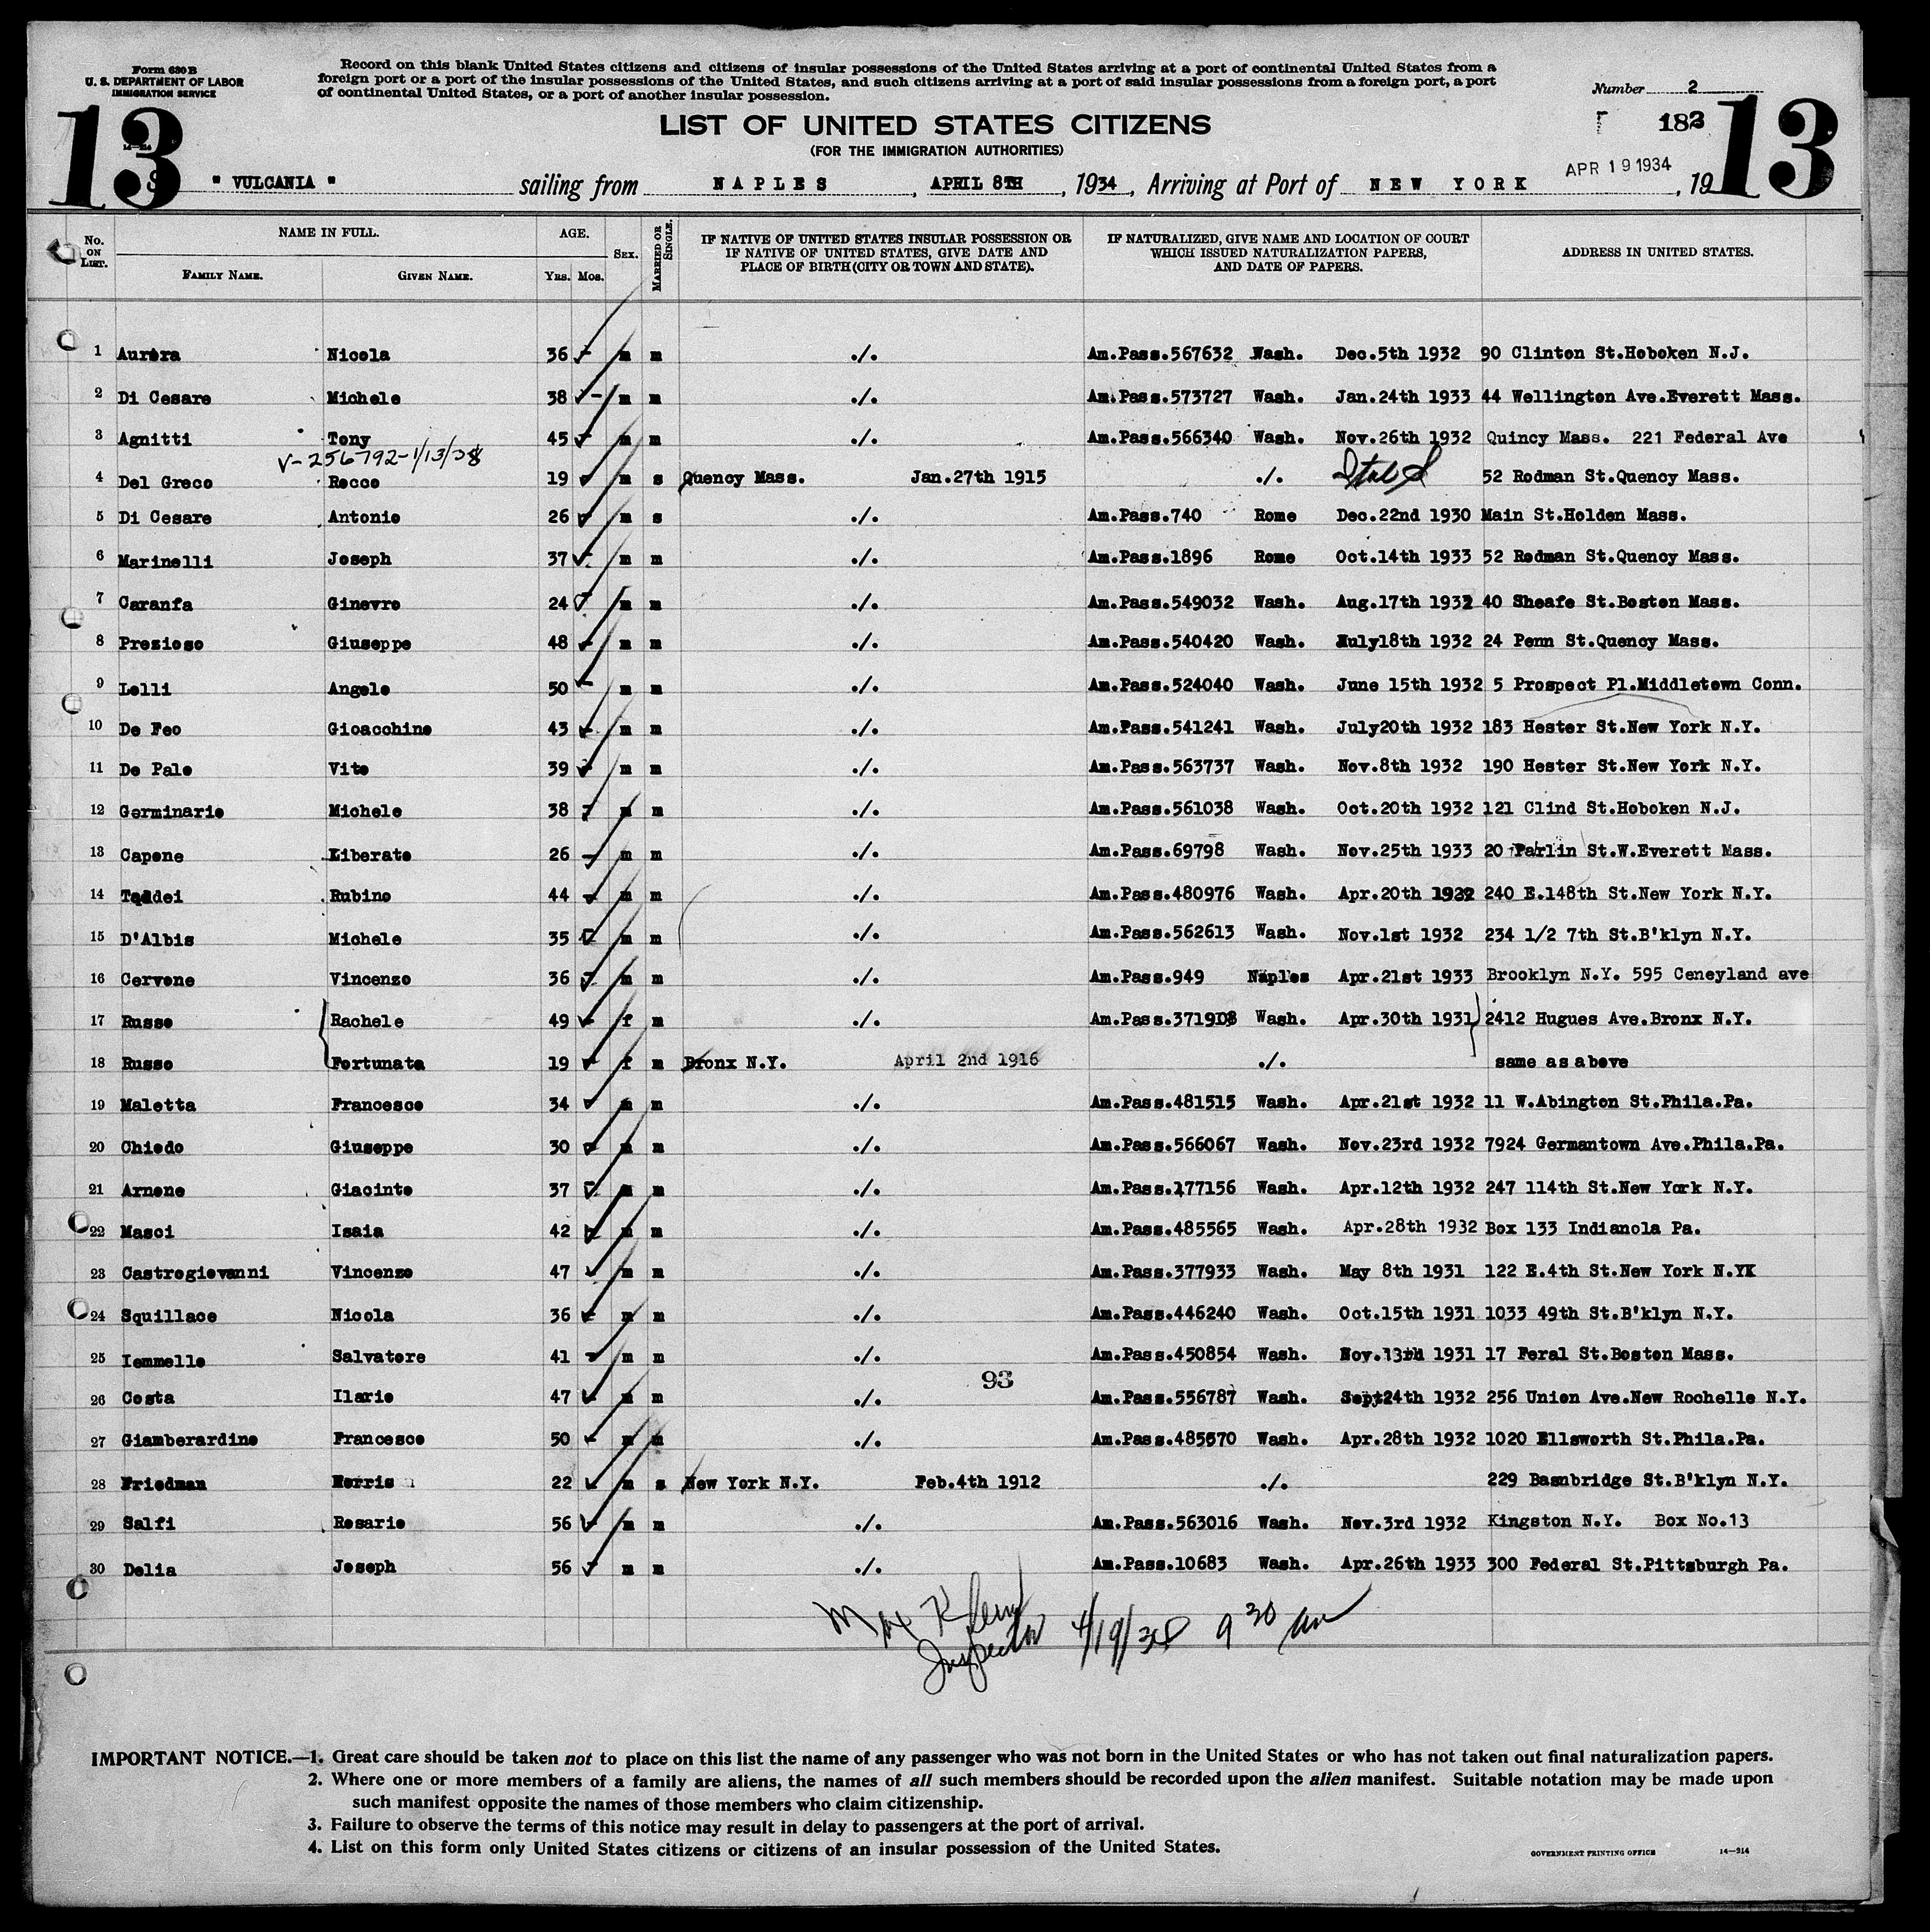 Form 630 B
U. S. DEPARTMENT OF LABOR
IMMIGRATION SERVICE
Record on this blank United States citizens and citizens of insular possessions of the United States arriving at a port of continental United States from a
foreign port or a port of the insular possessions of the United States, and such citizens arriving at a port of said insular possessions from a foreign port, a port
of continental United States, or a port of another insular possession.
Number 2
13
13
LIST OF UNITED STATES CITIZENS
(FOR THE IMMIGRATION AUTHORITIES)
APR 19 1934
" VULCANIA " sailing from NAPLES, APRIL 8TH, 1934, Arriving at Port of NEW YORK, 19
No. ON LIST. NAME IN FULL. FAMILY NAME. GIVEN NAME. AGE. YRS. MOS. SEX. MARRIED OR SINGLE. IF NATIVE OF UNITED STATES INSULAR POSSESSION OR IF NATIVE OF UNITED STATES, GIVE DATE AND PLACE OF BIRTH (CITY OR TOWN AND STATE). IF NATURALIZED, GIVE NAME AND LOCATION OF COURT WHICH ISSUED NATURALIZATION PAPERS, AND DATE OF PAPERS. ADDRESS IN UNITED STATES.
1 Aurora Nicola 36 m m ./. Am.Pass.567632 Wash. Dec.5th 1932 90 Clinton St.Hoboken N.J.
2 Di Cesare Michele 38 m m ./. Am.Pass.573727 Wash. Jan.24th 1933 44 Wellington Ave.Everett Mass.
3 Agnitti Tony 45 m m ./. Am.Pass.566340 Wash. Nov.26th 1932 Quincy Mass. 221 Federal Ave
V-256792-1/13/38
4 Del Greco Rocco 19 m s Quency Mass. Jan.27th 1915 ./. 52 Rodman St.Quency Mass.
5 Di Cesare Antonio 26 m s ./. Am.Pass.740 Rome Dec.22nd 1930 Main St.Holden Mass.
6 Marinelli Joseph 37 m m ./. Am.Pass.1896 Rome Oct.14th 1933 52 Rodman St.Quency Mass.
7 Caranfa Ginevro 24 m m ./. Am.Pass.549032 Wash. Aug.17th 1932 40 Sheafe St.Boston Mass.
8 Prezioso Giuseppe 48 m m ./. Am.Pass.540420 Wash. July18th 1932 24 Penn St.Quency Mass.
9 Lolli Angelo 50 m m ./. Am.Pass.524040 Wash. June 15th 1932 5 Prospect Pl.Middletown Conn.
10 De Feo Gioacchino 43 m m ./. Am.Pass.541241 Wash. July20th 1932 183 Hester St.New York N.Y.
11 De Palo Vito 39 m m ./. Am.Pass.563737 Wash. Nov.8th 1932 190 Hester St.New York N.Y.
12 Germinario Michele 38 m m ./. Am.Pass.561038 Wash. Oct.20th 1932 121 Clind St.Hoboken N.J.
13 Capone Liberato 26 m m ./. Am.Pass.69798 Wash. Nov.25th 1933 20 Parlin St.W.Everett Mass.
14 Taddei Rubino 44 m m ./. Am.Pass.480976 Wash. Apr.20th 1932 240 E.148th St.New York N.Y.
15 D'Albis Michele 35 m m ./. Am.Pass.562613 Wash. Nov.1st 1932 234 1/2 7th St.B'klyn N.Y.
16 Cervone Vincenzo 36 m m ./. Am.Pass.949 Naples Apr.21st 1933 Brooklyn N.Y. 595 Coneyland ave
17 Russo Rachele 49 f m ./. Am.Pass.371908 Wash. Apr.30th 1931 2412 Hugues Ave.Bronx N.Y.
18 Russo Fortunata 19 f m Bronx N.Y. April 2nd 1916 ./. same as above
19 Maletta Francesco 34 m m ./. Am.Pass.481515 Wash. Apr.21st 1932 11 W.Abington St.Phila.Pa.
20 Chiedo Giuseppe 30 m m ./. Am.Pass.566067 Wash. Nov.23rd 1932 7924 Germantown Ave.Phila.Pa.
21 Arnone Giacinto 37 m m ./. Am.Pass.177156 Wash. Apr.12th 1932 247 114th St.New York N.Y.
22 Masci Isaia 42 m m ./. Am.Pass.485565 Wash. Apr.28th 1932 Box 133 Indianola Pa.
23 Castrogiovanni Vincenzo 47 m m ./. Am.Pass.377933 Wash. May 8th 1931 122 E.4th St.New York N.YK
24 Squillace Nicola 36 m m ./. Am.Pass.446240 Wash. Oct.15th 1931 1033 49th St.B'klyn N.Y.
25 Iemmello Salvatore 41 m m ./. Am.Pass.450854 Wash. Nov.13th 1931 17 Feral St.Boston Mass.
93
26 Costa Ilario 47 m m ./. Am.Pass.556787 Wash. Sept24th 1932 256 Union Ave.New Rochelle N.Y.
27 Giamberardino Francesco 50 m m ./. Am.Pass.485670 Wash. Apr.28th 1932 1020 Ellsworth St.Phila.Pa.
28 Friedman Morris 22 m s New York N.Y. Feb.4th 1912 ./. 229 Basnbridge St.B'klyn N.Y.
29 Salfi Rosario 56 m m ./. Am.Pass.563016 Wash. Nov.3rd 1932 Kingston N.Y. Box No.13
30 Delia Joseph 56 m m ./. Am.Pass.10683 Wash. Apr.26th 1933 300 Federal St.Pittsburgh Pa.
Max Klein
Inspector 4/19/34 9 30 am
IMPORTANT NOTICE.—1. Great care should be taken not to place on this list the name of any passenger who was not born in the United States or who has not taken out final naturalization papers.
2. Where one or more members of a family are aliens, the names of all such members should be recorded upon the alien manifest. Suitable notation may be made upon
such manifest opposite the names of those members who claim citizenship.
3. Failure to observe the terms of this notice may result in delay to passengers at the port of arrival.
4. List on this form only United States citizens or citizens of an insular possession of the United States.
GOVERNMENT PRINTING OFFICE 14—914